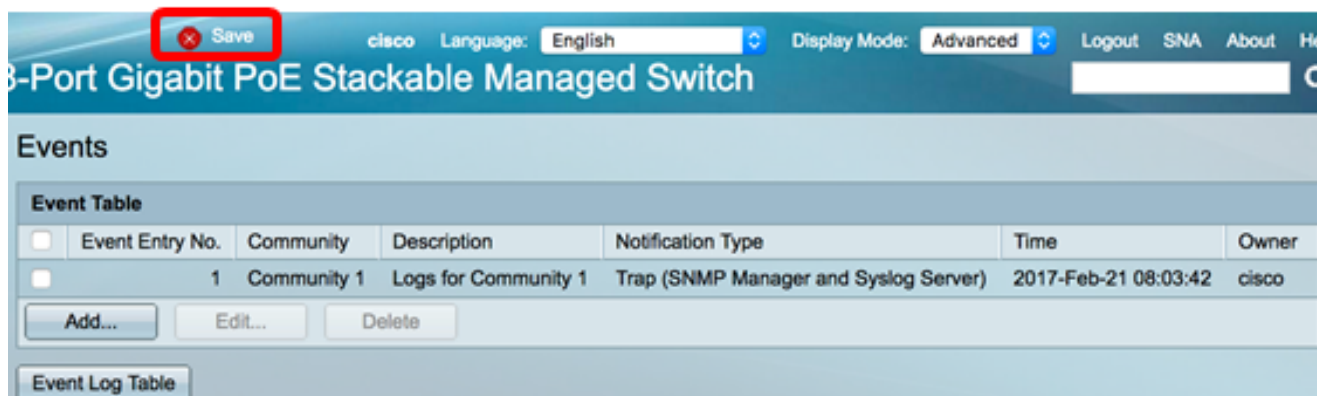 Save cisco Language: English Display Mode: Advanced Logout SNA About
-Port Gigabit PoE Stackable Managed Switch
Events
Event Table
Event Entry No. Community Description Notification Type Time Owner
1 Community 1 Logs for Community 1 Trap (SNMP Manager and Syslog Server) 2017-Feb-21 08:03:42 cisco
Add... Edit... Delete
Event Log Table